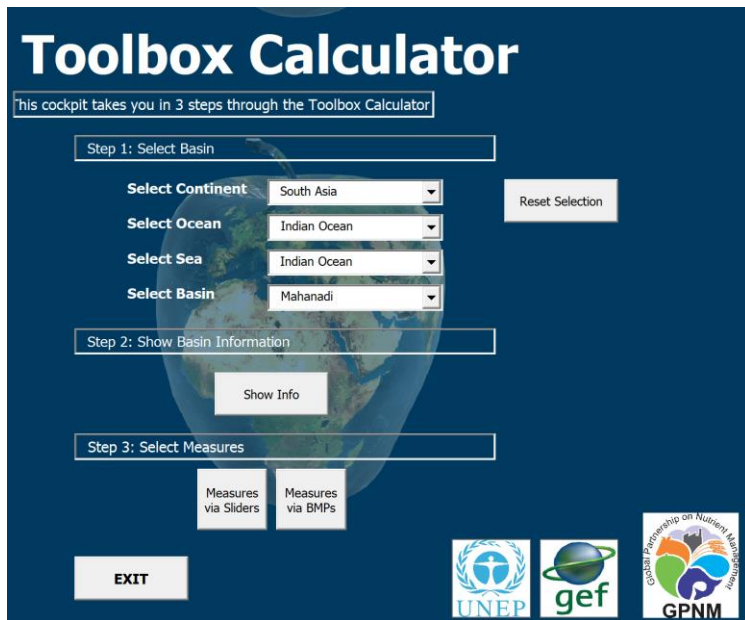 Toolbox Calculator
This cockpit takes you in 3 steps through the Toolbox Calculator
Step 1: Select Basin
Select Continent
South Asia
Reset Selection
Select Ocean
Indian Ocean
Select Sea
Indian Ocean
Select Basin
Mahanadi
Step 2: Show Basin Information
Show Info
Step 3: Select Measures
Measures
via Sliders
Measures
via BMPs
EXIT
UNEP
gef
Global Partnership on Nutrient Management
GPNM